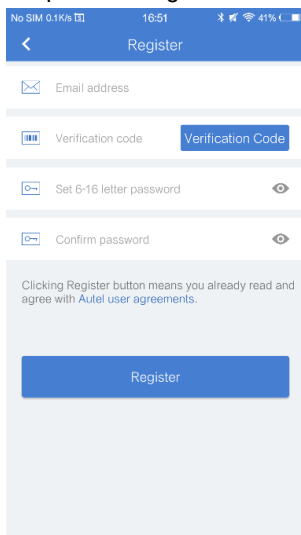 No SIM 0.1K/s 16:51 41%
Register
Email address
Verification code Verification Code
Set 6-16 letter password
Confirm password
Clicking Register button means you already read and
agree with Autel user agreements.
Register